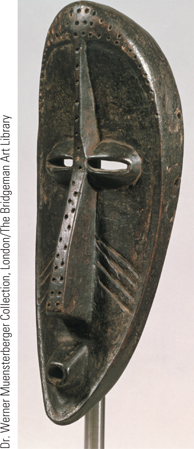 Dr. Werner Muensterberger Collection, London/The Bridgeman Art Library